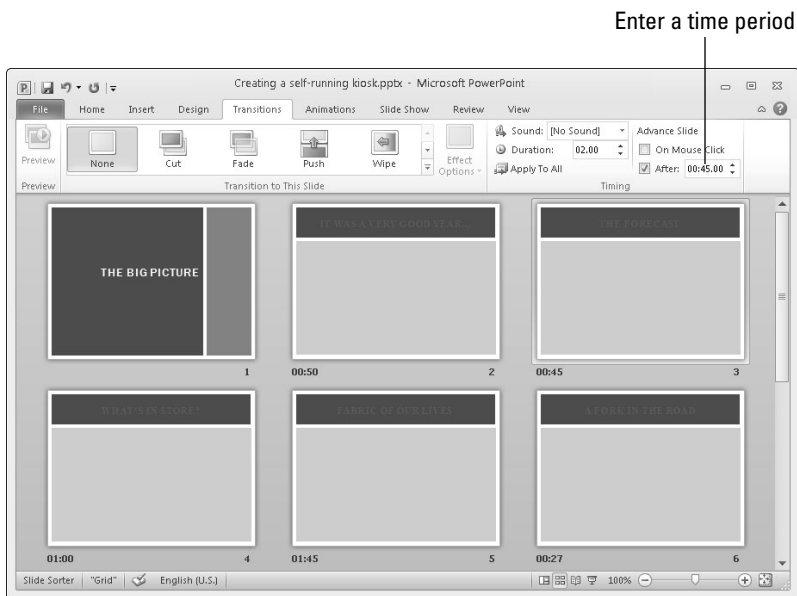 Enter a time period
Creating a self-running kiosk.pptx - Microsoft PowerPoint
File Home Insert Design Transitions Animations Slide Show Review View
Preview
None
Cut
Fade
Push
Wipe
Effect Options
Sound: [No Sound]
Duration: 02.00
Apply To All
Advance Slide
On Mouse Click
After: 00:45.00
Preview
Transition to This Slide
Timing
THE BIG PICTURE
IT WAS A VERY GOOD YEAR...
THE FORECAST
1
00:50 2
00:45 3
WHAT'S IN STORE?
FABRIC OF OUR LIVES
A FORK IN THE ROAD
01:00 4
01:45 5
00:27 6
Slide Sorter "Grid" English (U.S.) 100%